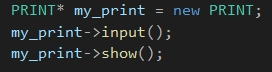 PRINT* my_print = new PRINT;
my_print->input();
my_print->show();